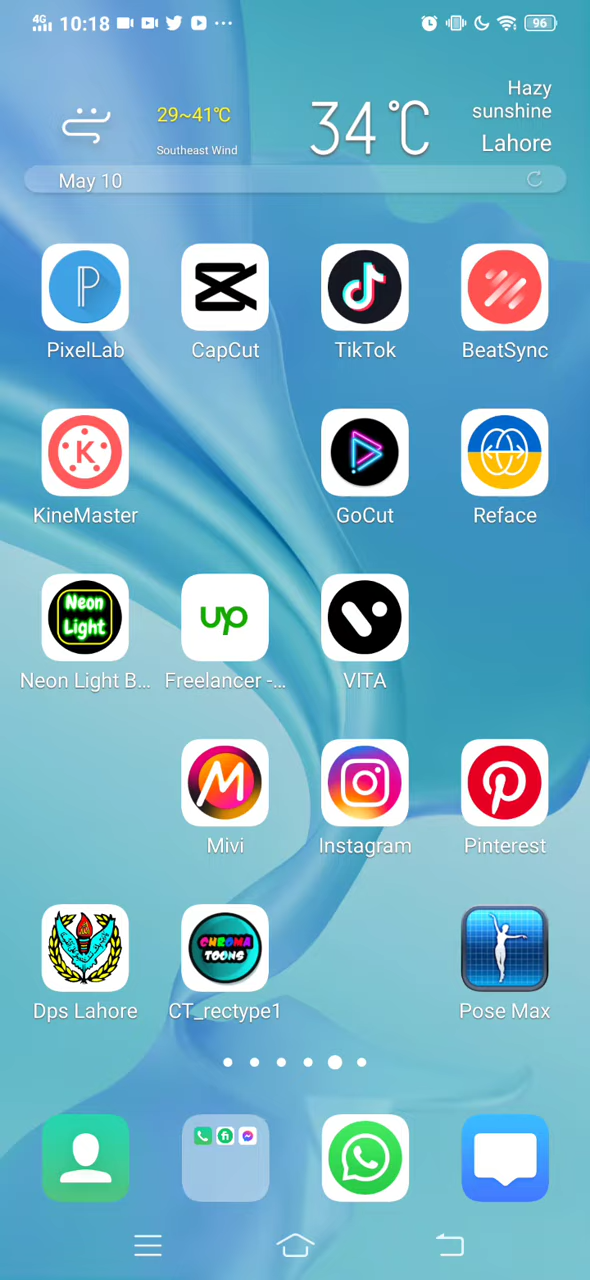 4G 10:18 96
Hazy
sunshine
29~41℃
34℃
Southeast Wind
Lahore
May 10
PixelLab CapCut TikTok BeatSync
K
KineMaster GoCut Reface
Neon
Light
up
Neon Light B... Freelancer -... VITA
M
Mivi Instagram Pinterest
CHROMA
TOONS
Dps Lahore CT_rectype1 Pose Max